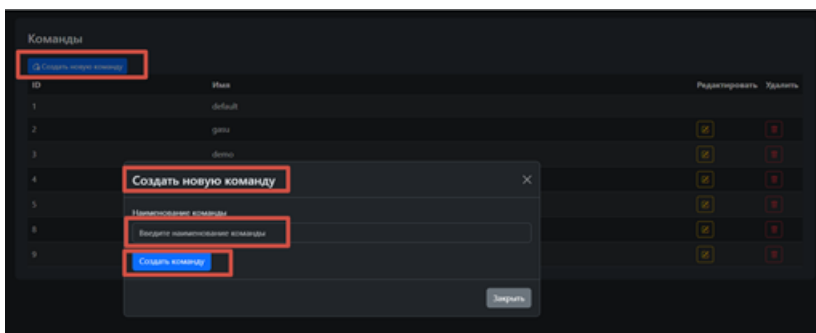 Команды
Создать новую команду
ID Имя Редактировать Удалить
1 default
2 gasu
3 demo
4
5
8
9
Создать новую команду
Наименование команды
Введите наименование команды
Создать команду
Закрыть